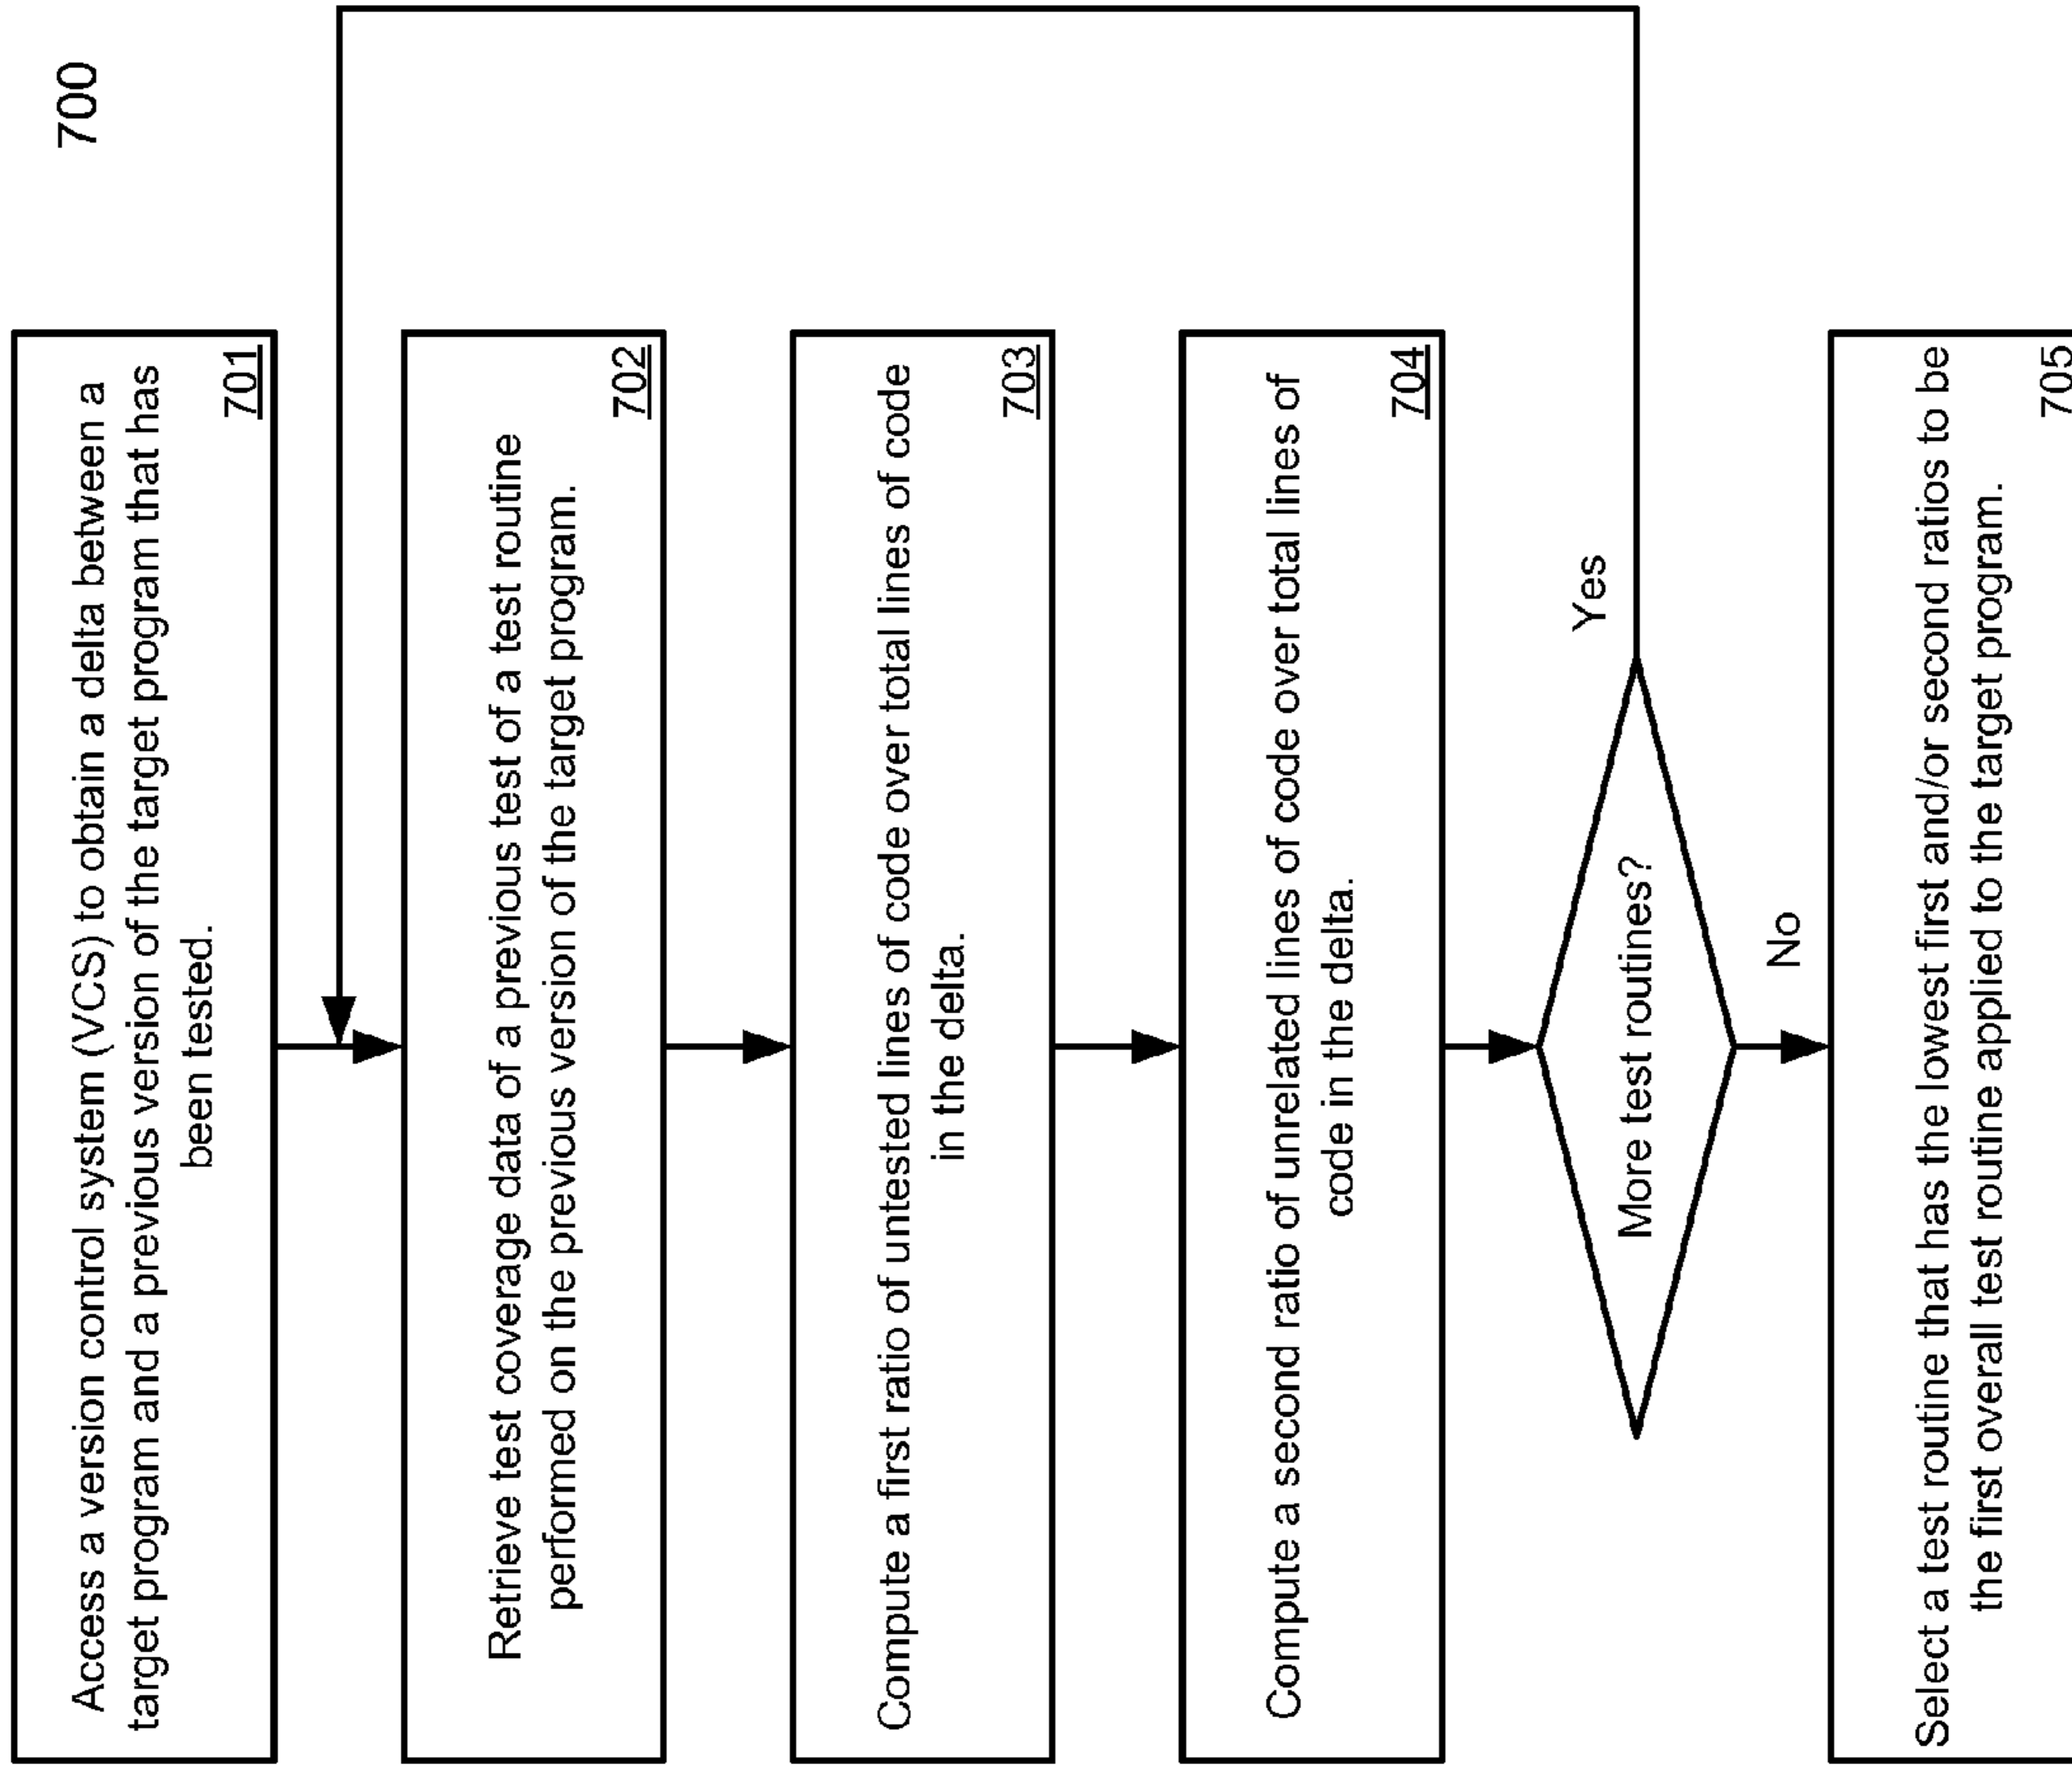 700
Access a version control system (VCS) to obtain a delta between a
target program and a previous version of the target program that has
been tested.
701
Retrieve test coverage data of a previous test of a test routine
performed on the previous version of the target program.
702
Compute a first ratio of untested lines of code over total lines of code
in the delta.
703
Compute a second ratio of unrelated lines of code over total lines of
code in the delta.
704
More test routines?
Yes
No
Select a test routine that has the lowest first and/or second ratios to be
the first overall test routine applied to the target program.
705